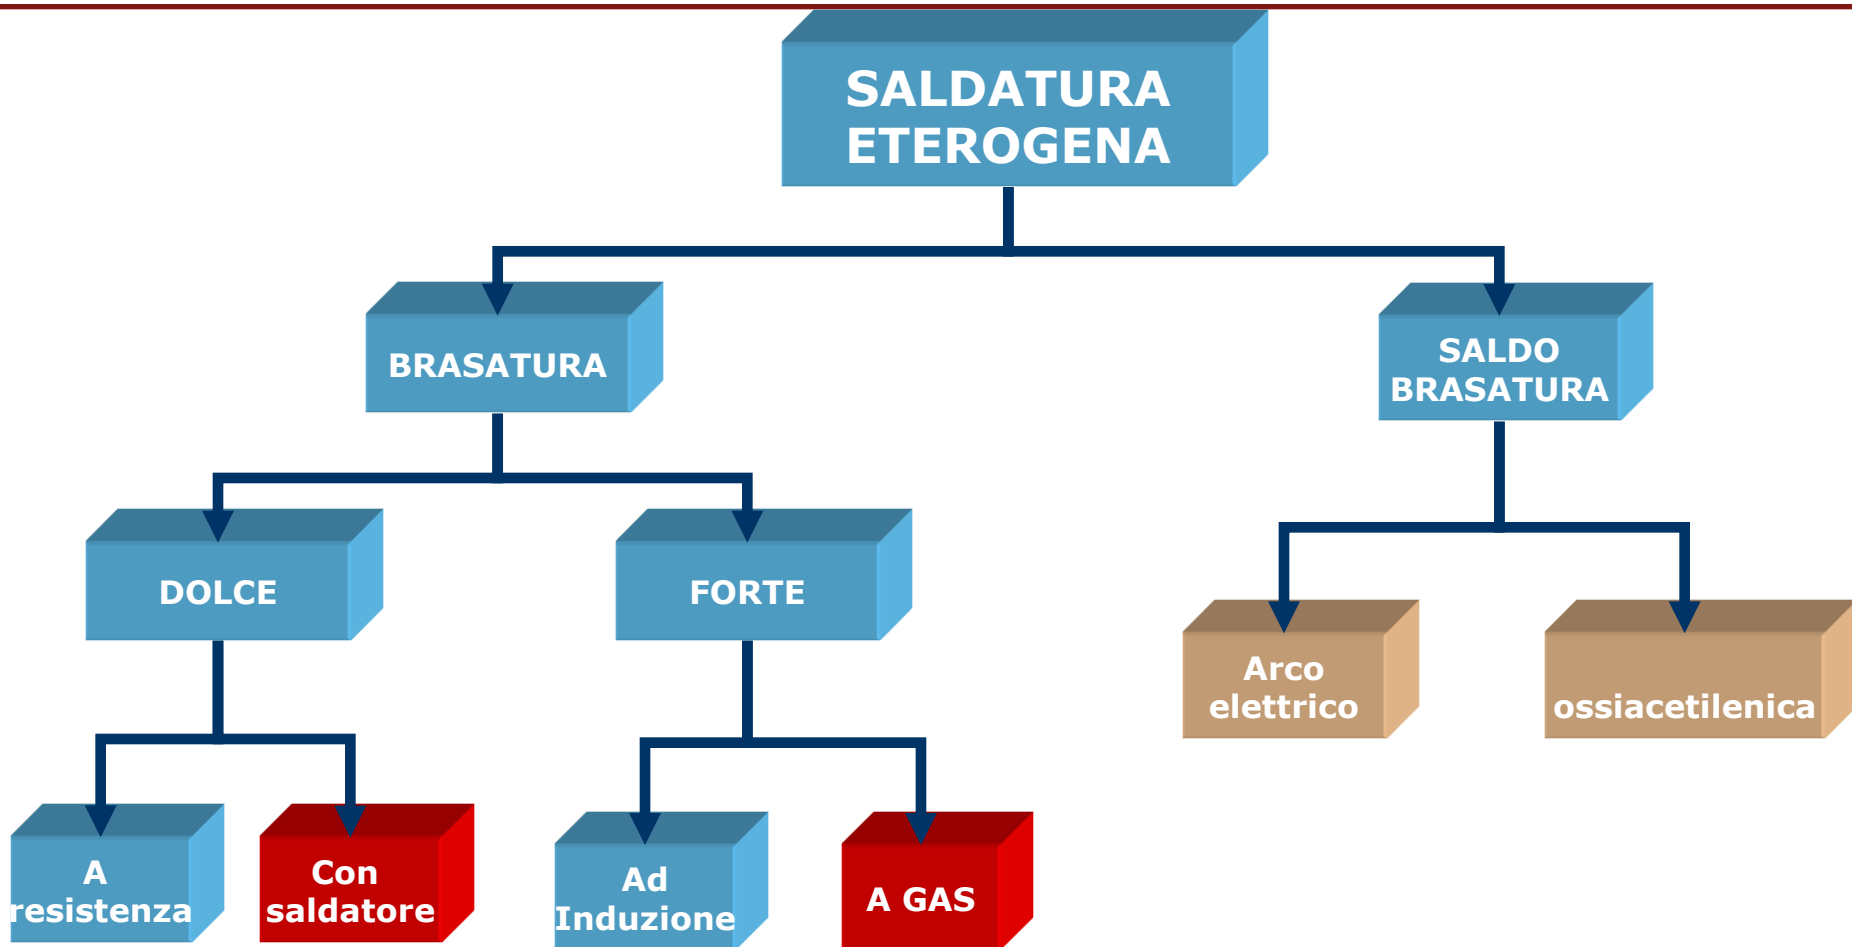 SALDATURA
ETEROGENA
BRASATURA
SALDO
BRASATURA
DOLCE
FORTE
Arco
elettrico
ossiacetilenica
A
resistenza
Con
saldatore
Ad
Induzione
A GAS